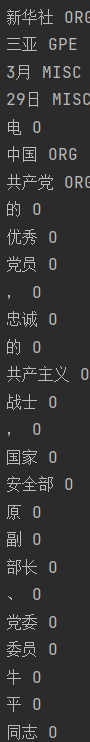 新华社 ORG
三亚 GPE
3月 MISC
29日 MISC
电 O
中国 ORG
共产党 ORG
的 O
优秀 O
党员 O
， O
忠诚 O
的 O
共产主义 O
战士 O
， O
国家 O
安全部 O
原 O
副 O
部长 O
、 O
党委 O
委员 O
牛 O
平 O
同志 O